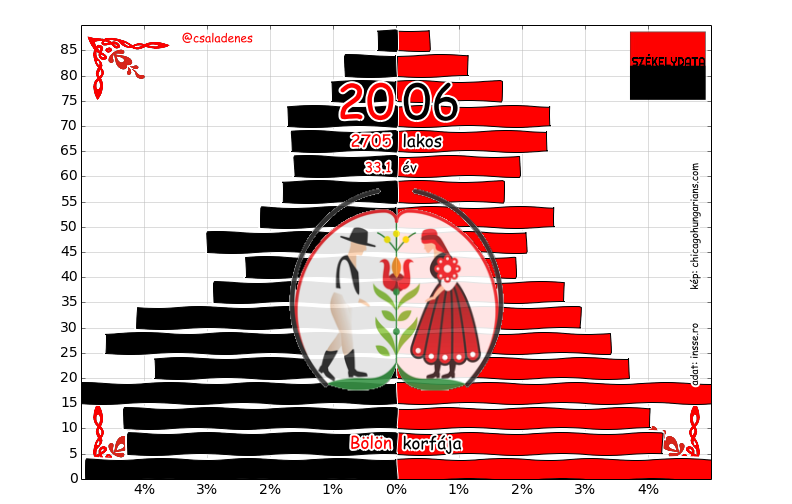 @csaladenes
SZÉKELYDATA
2006
2705 lakos
33.1 év
kép: chicagohungarians.com
adat: insse.ro
Bölön korfája
85
80
75
70
65
60
55
50
45
40
35
30
25
20
15
10
5
0
4% 3% 2% 1% 0% 1% 2% 3% 4%